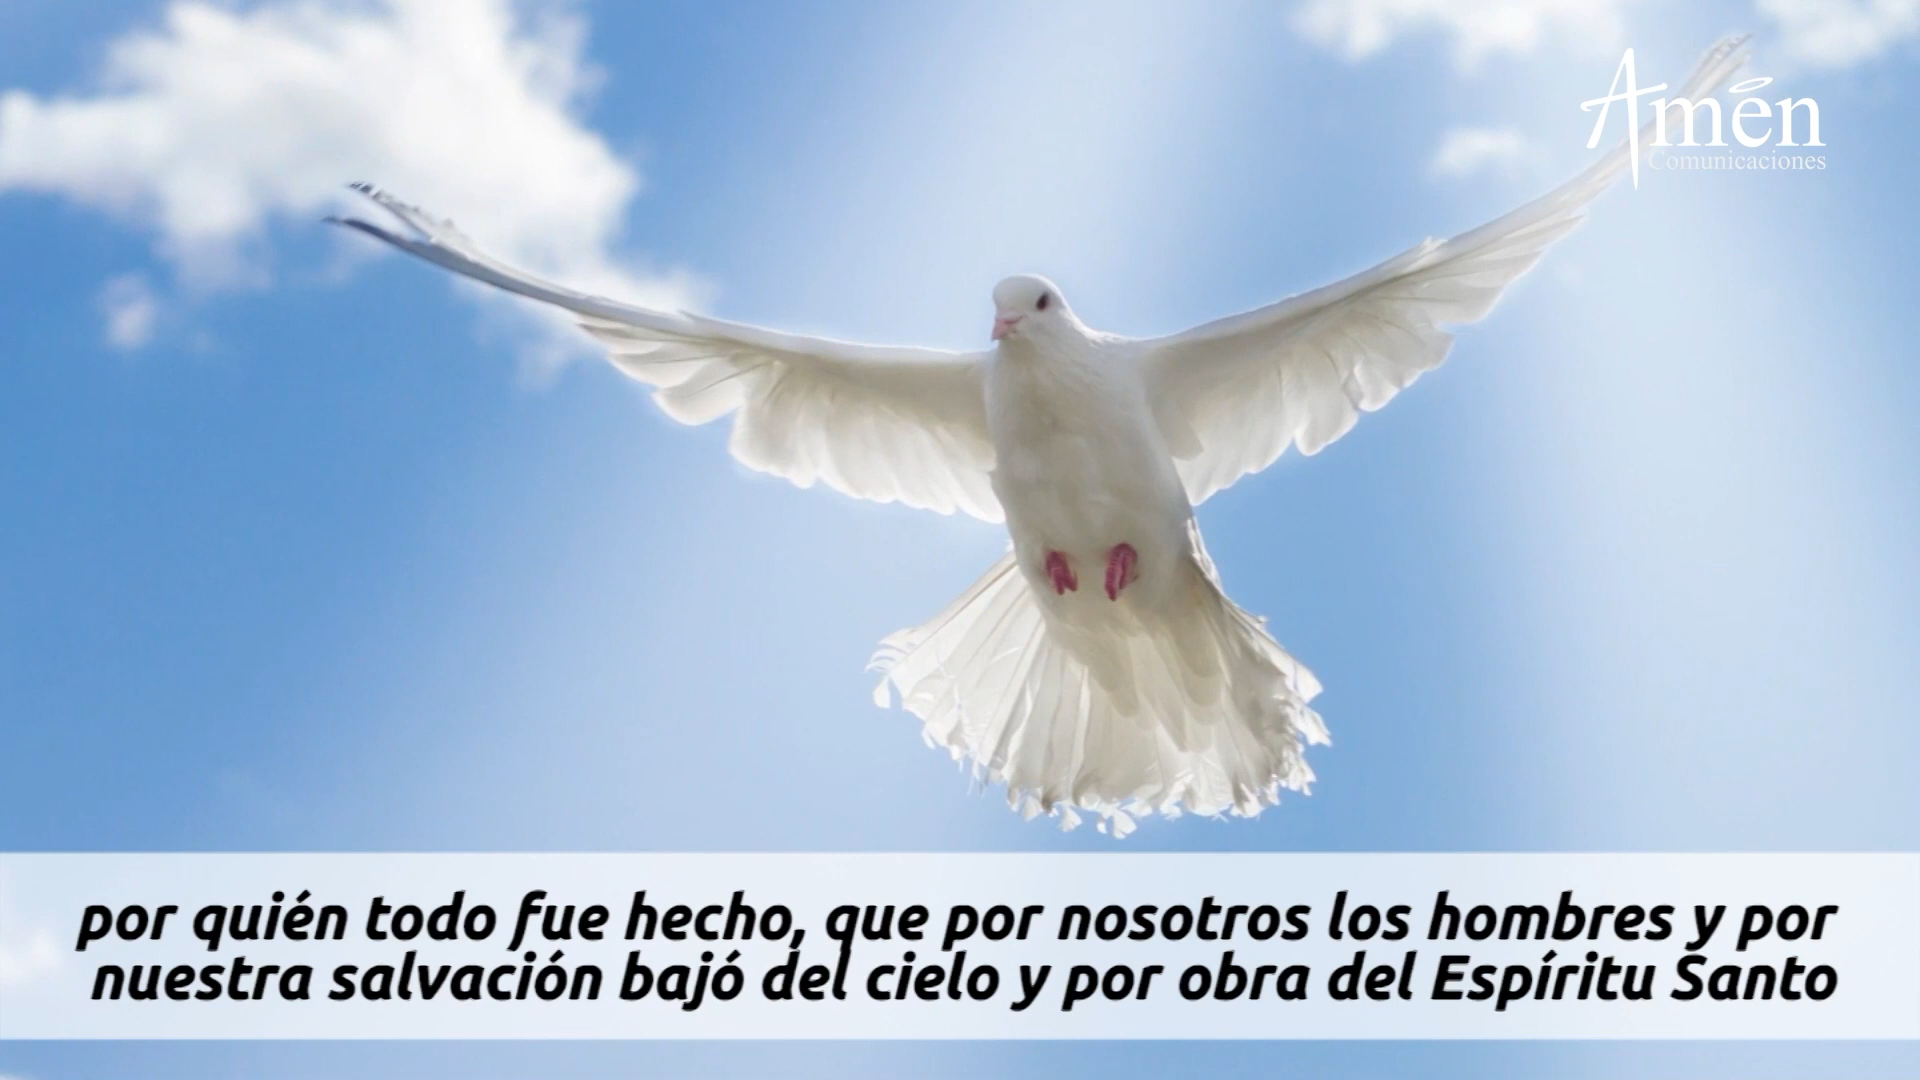 Amén
Comunicaciones
por quién todo fue hecho, que por nosotros los hombres y por
nuestra salvación bajó del cielo y por obra del Espíritu Santo